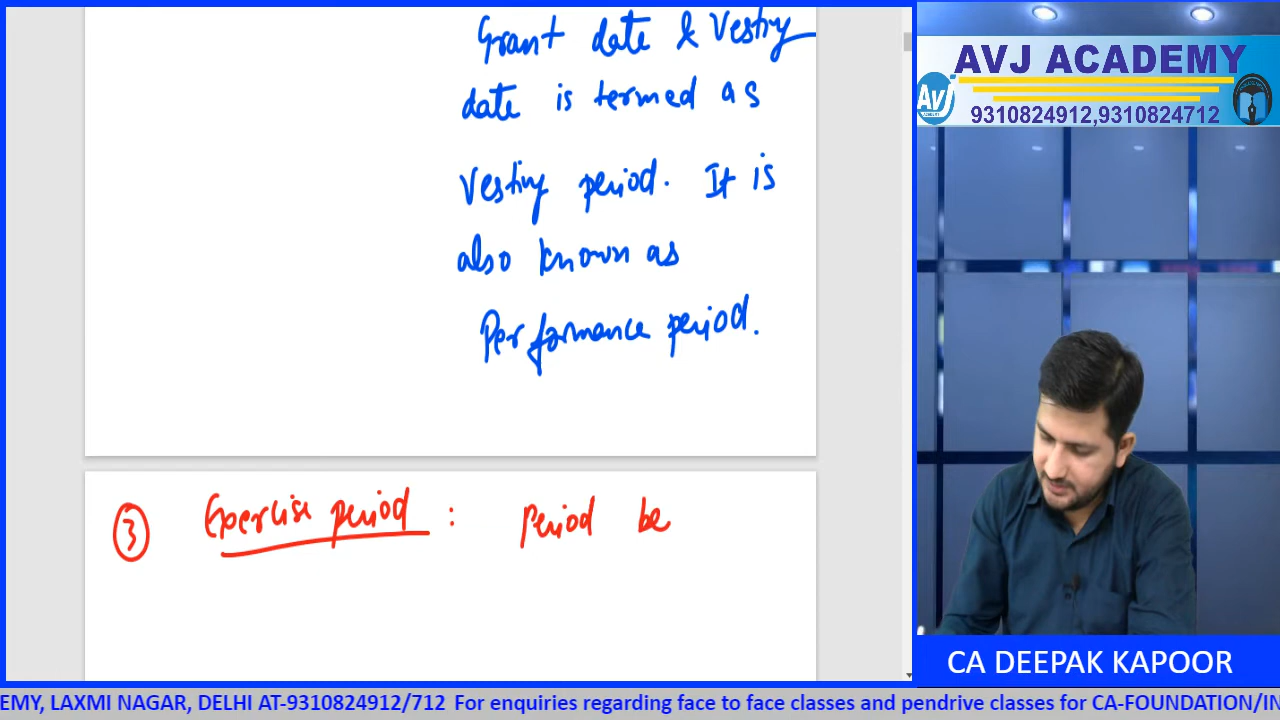 Grant date & Vesting
date is termed as
Vesting period. It is
also known as
Performance period.
3 Exercise period : Period be
AVJ ACADEMY
AVJ
9310824912,9310824712
CA DEEPAK KAPOOR
EMY, LAXMI NAGAR, DELHI AT-9310824912/712 For enquiries regarding face to face classes and pendrive classes for CA-FOUNDATION/IN